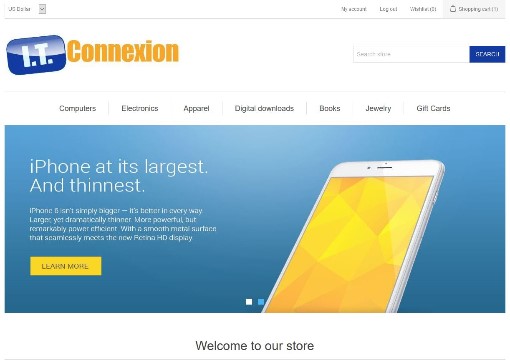 US Dollar
My account Log out Wishlist (0) Shopping cart (1)
I.T. Connexion
Search store SEARCH
Computers Electronics Apparel Digital downloads Books Jewelry Gift Cards
iPhone at its largest.
And thinnest.
iPhone 6 isn't simply bigger – it's better in every way.
Larger, yet dramatically thinner. More powerful, but
remarkably power efficient. With a smooth metal surface
that seamlessly meets the new Retina HD display.
LEARN MORE
Welcome to our store